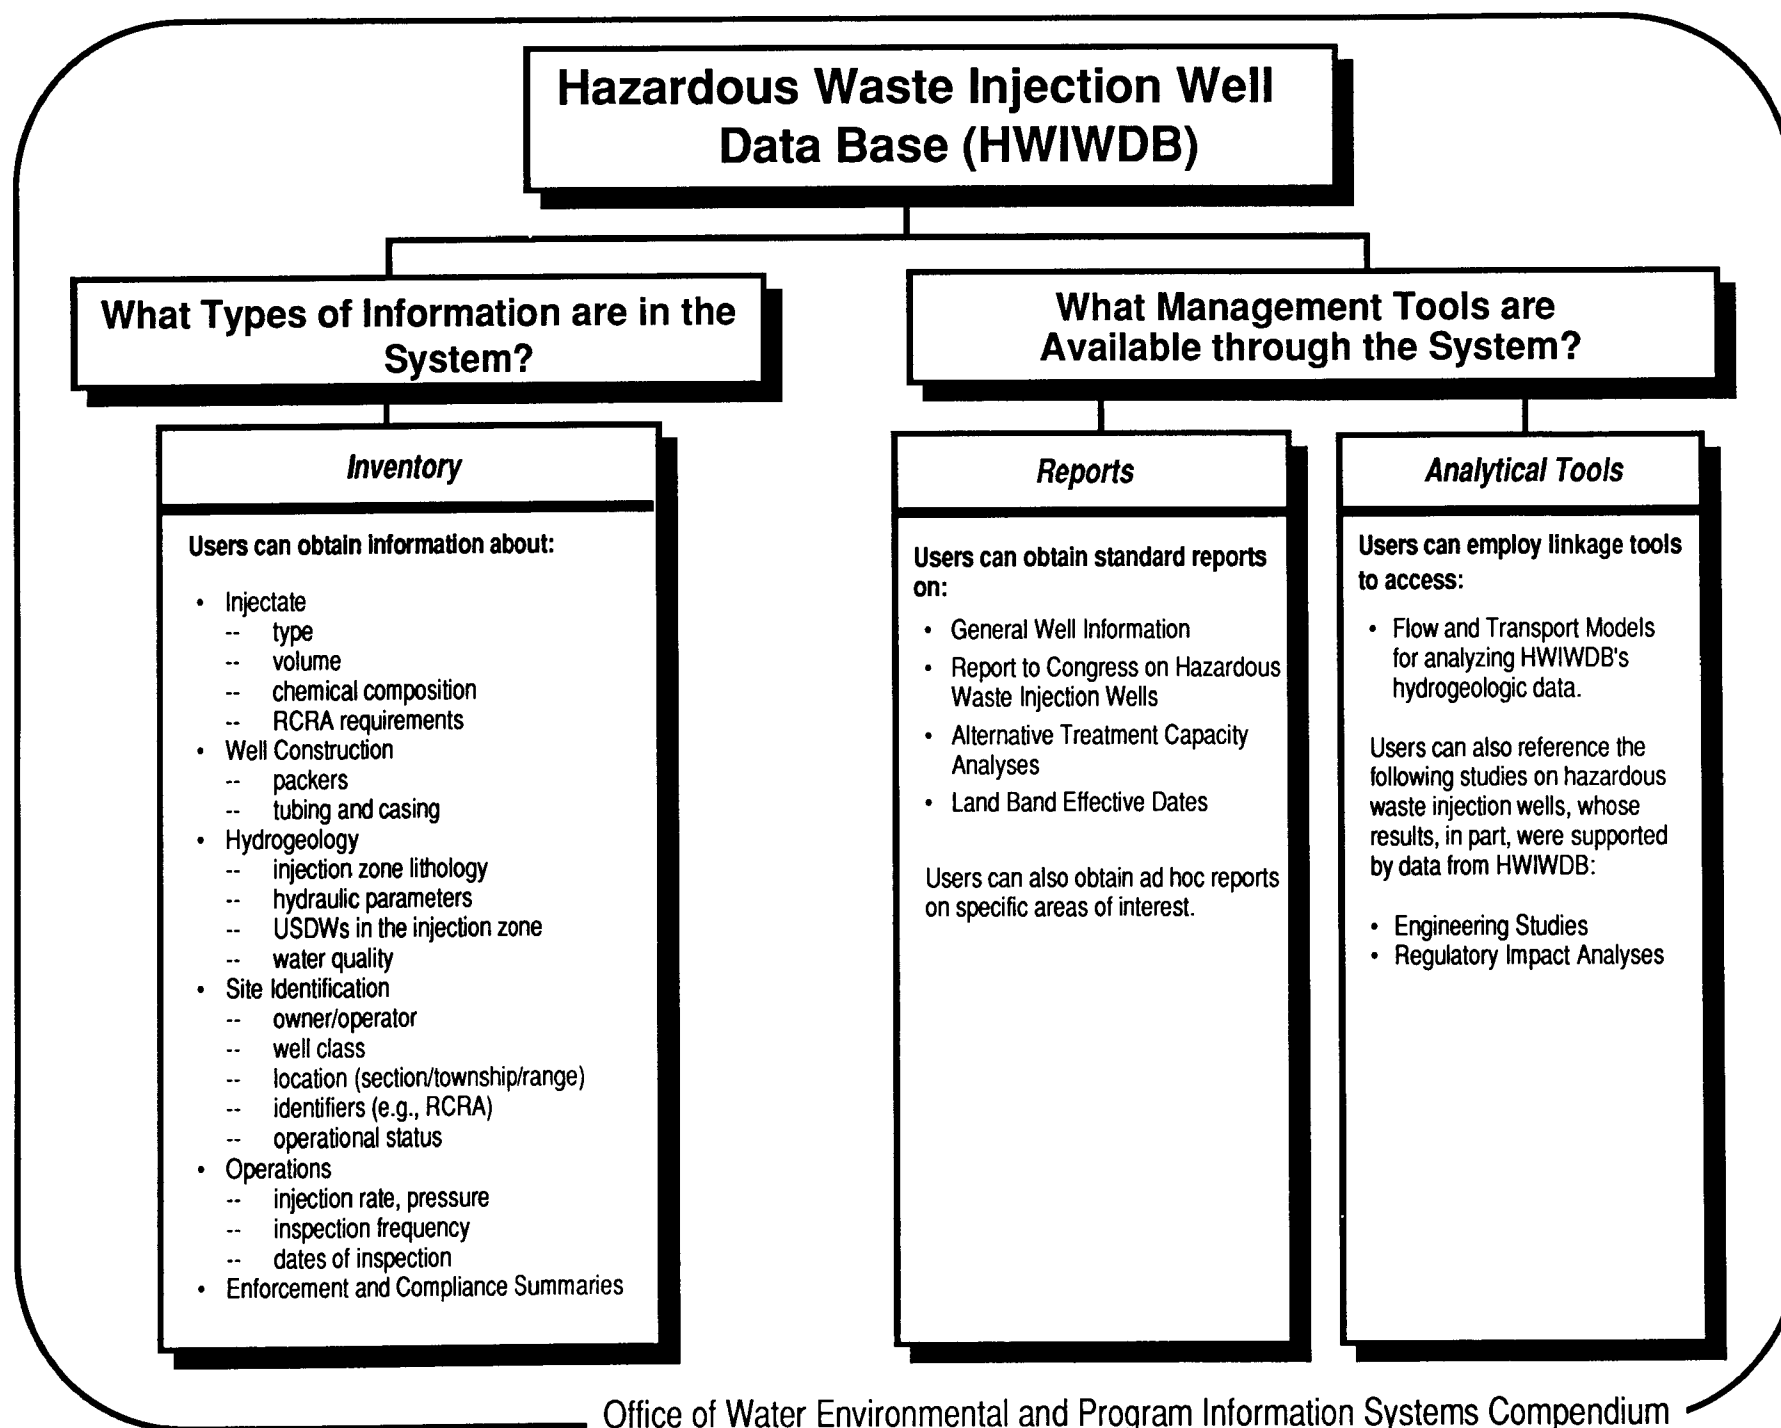 Hazardous Waste Injection Well
Data Base (HWIWDB)
What Types of Information are in the
System?
What Management Tools are
Available through the System?
Inventory
Users can obtain information about:
• Injectate
-- type
-- volume
-- chemical composition
-- RCRA requirements
• Well Construction
-- packers
-- tubing and casing
• Hydrogeology
-- injection zone lithology
-- hydraulic parameters
-- USDWs in the injection zone
-- water quality
• Site Identification
-- owner/operator
-- well class
-- location (section/township/range)
-- identifiers (e.g., RCRA)
-- operational status
• Operations
-- injection rate, pressure
-- inspection frequency
-- dates of inspection
• Enforcement and Compliance Summaries
Reports
Users can obtain standard reports
on:
• General Well Information
• Report to Congress on Hazardous
Waste Injection Wells
• Alternative Treatment Capacity
Analyses
• Land Band Effective Dates
Users can also obtain ad hoc reports
on specific areas of interest.
Analytical Tools
Users can employ linkage tools
to access:
• Flow and Transport Models
for analyzing HWIWDB's
hydrogeologic data.
Users can also reference the
following studies on hazardous
waste injection wells, whose
results, in part, were supported
by data from HWIWDB:
• Engineering Studies
• Regulatory Impact Analyses
Office of Water Environmental and Program Information Systems Compendium